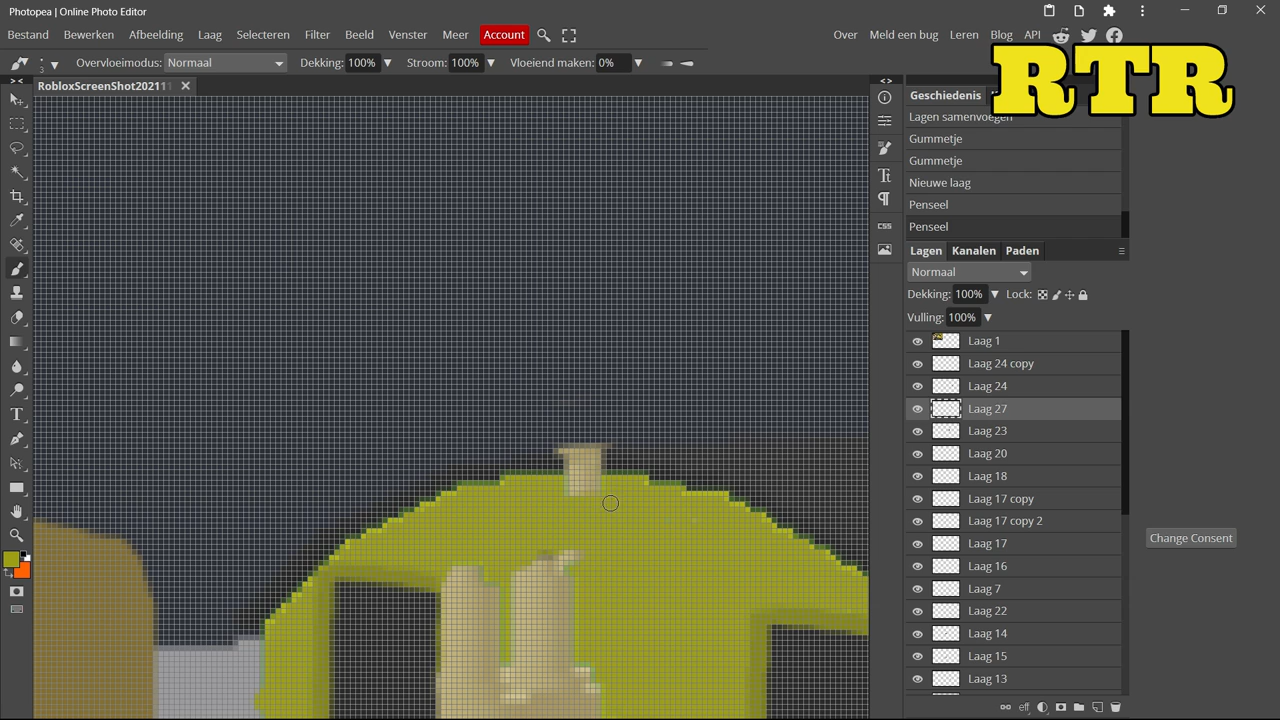 Photopea | Online Photo Editor
Bestand Bewerken Afbeelding Laag Selecteren Filter Beeld Venster Meer Account Over Meld een bug Leren Blog API
3 Overvloeimodus: Normaal Dekking: 100% Stroom: 100% Vloeiend maken: 0%
RTR
> < < >
RobloxScreenShot20211
Geschiedenis
Lagen samenvoegen
Gummetje
Gummetje
Nieuwe laag
Penseel
Penseel
CSS
Lagen Kanalen Paden
Normaal
Dekking: 100% Lock:
Vulling: 100%
Laag 1
Laag 24 copy
Laag 24
Laag 27
Laag 23
Laag 20
Laag 18
Laag 17 copy
Laag 17 copy 2
Laag 17
Laag 16
Laag 7
Laag 22
Laag 14
Laag 15
Laag 13
eff
Change Consent